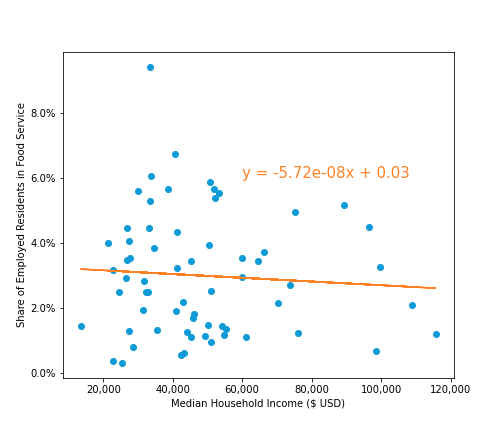 8.0%
6.0%
4.0%
2.0%
0.0%
Share of Employed Residents in Food Service
y = -5.72e-08x + 0.03
20,000 40,000 60,000 80,000 100,000 120,000
Median Household Income ($ USD)